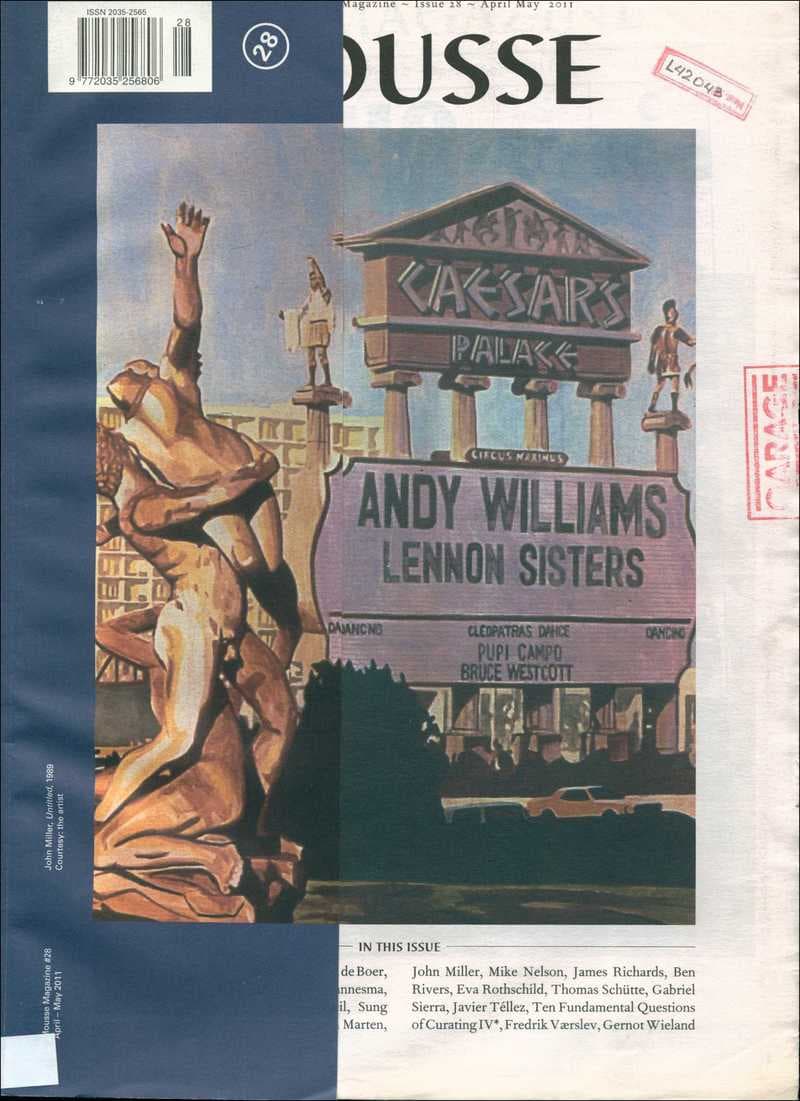 Magazine ~ Issue 28 ~ April May 2011
ISSN 2035-2565
28
9 772035 256806
28
OUSSE
L4204B
GARAGE
CAESAR'S
PALACE
CIRCUS MAXIMUS
ANDY WILLIAMS
LENNON SISTERS
CLEOPATRAS DANCE
DANCING
PUPI CAMPO
BRUCE WESTCOTT
John Miller, Untitled, 1989
Courtesy: the artist
Mousse Magazine #28
April – May 2011
IN THIS ISSUE
de Boer,
annesma,
il, Sung
Marten,
John Miller, Mike Nelson, James Richards, Ben
Rivers, Eva Rothschild, Thomas Schütte, Gabriel
Sierra, Javier Téllez, Ten Fundamental Questions
of Curating IV*, Fredrik Værslev, Gernot Wieland